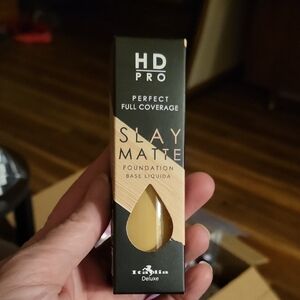 HD
PRO
PERFECT
FULL COVERAGE
SLAY
MATTE
FOUNDATION
BASE LIQUIDA
Italia
Deluxe